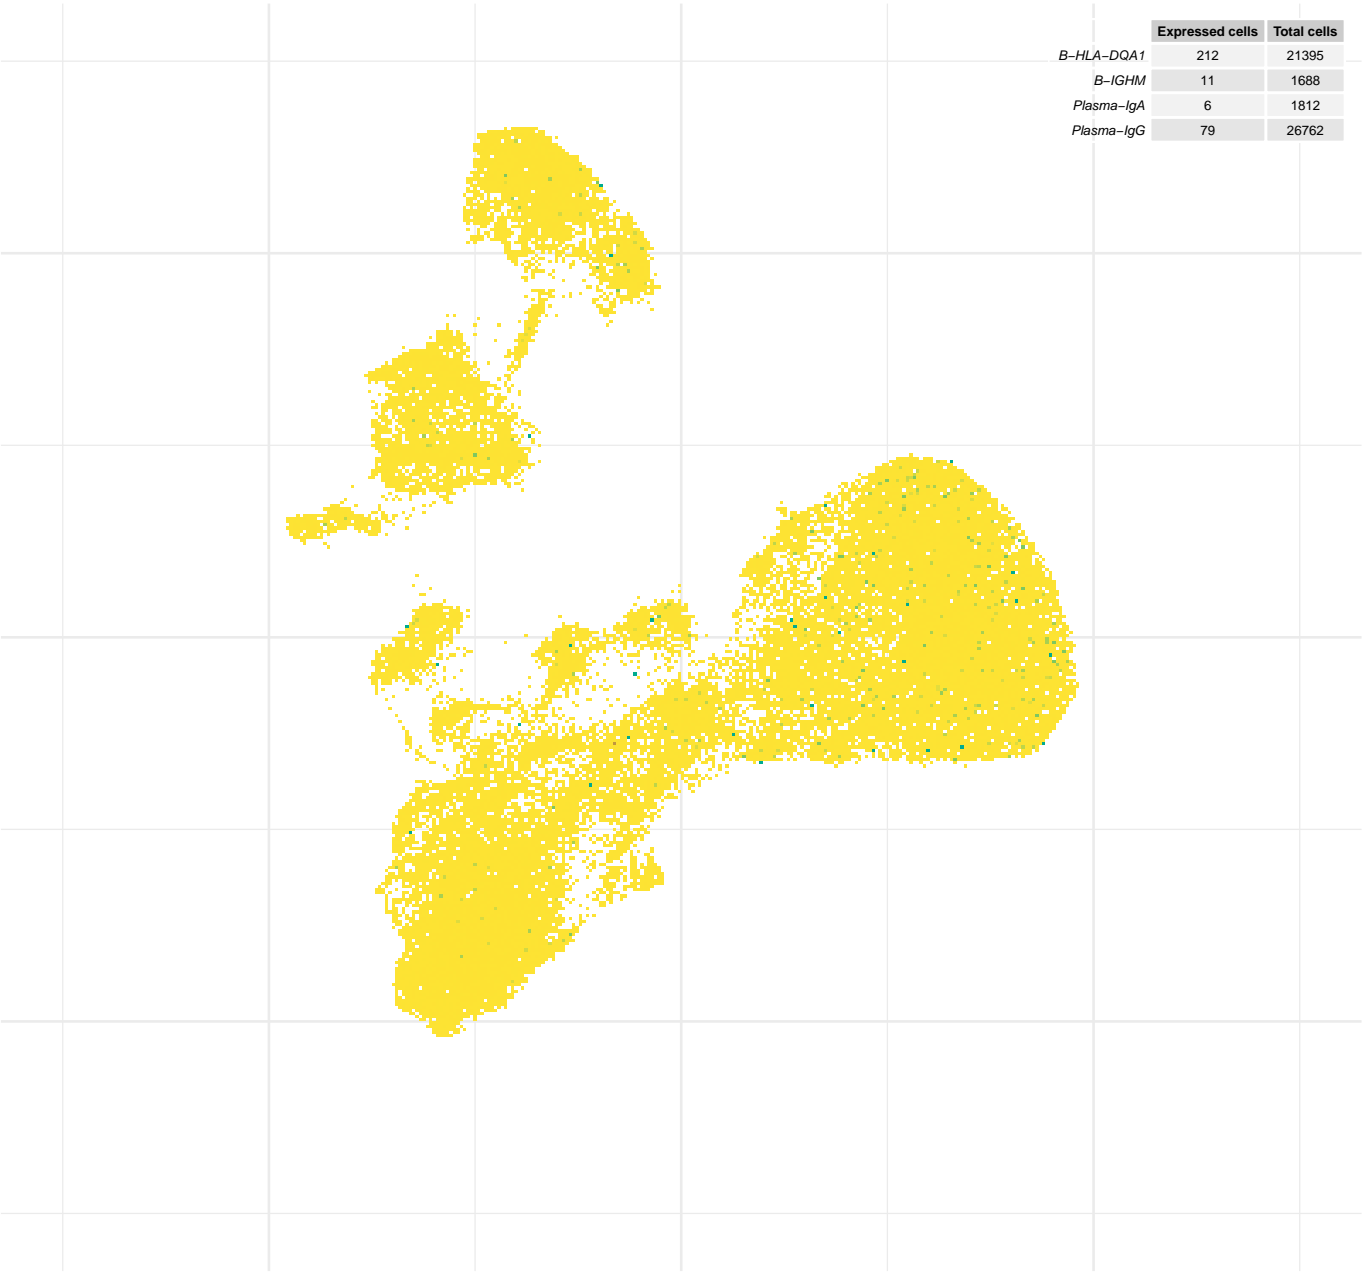 Expressed cells Total cells
B−HLA−DQA1 212 21395
B−IGHM 11 1688
Plasma−IgA 6 1812
Plasma−IgG 79 26762